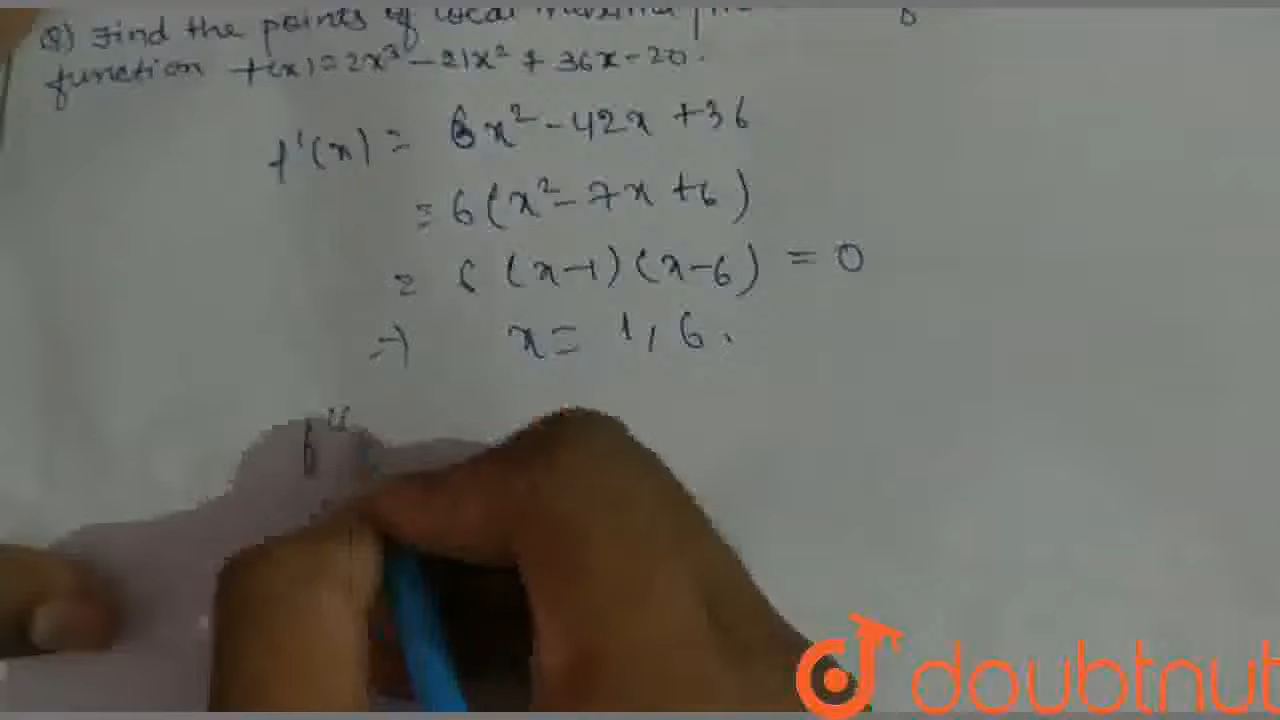 Q) Find the points of local
function f(x) = 2x³ - 21x² + 36x - 20.
f'(x) = 6x² - 42x + 36
= 6(x² - 7x + 6)
= 6 (x-1)(x-6) = 0
⇒ x = 1, 6.
f''
doubtnut